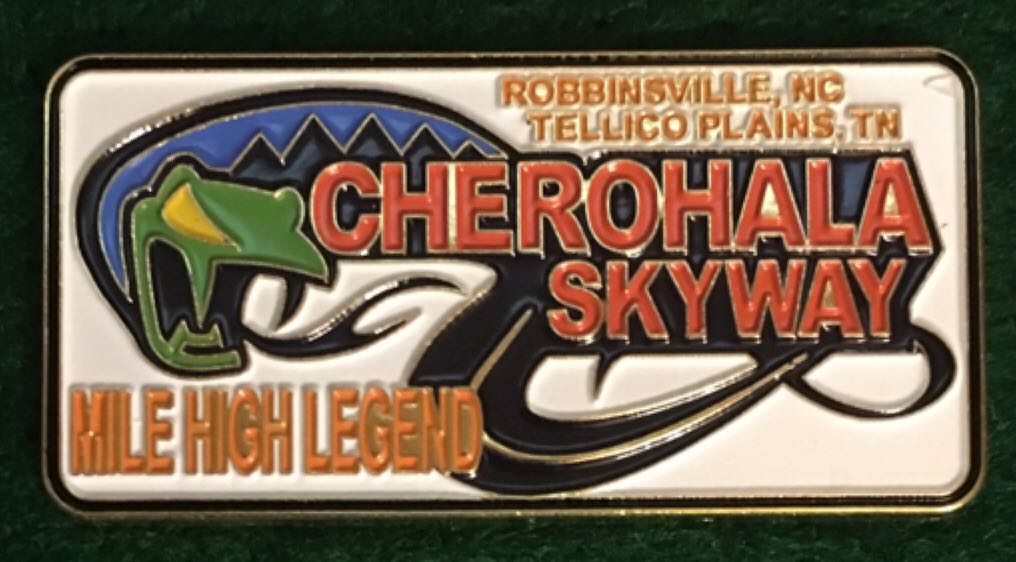 ROBBINSVILLE, NC
TELLICO PLAINS, TN
CHEROHALA
SKYWAY
MILE HIGH LEGEND